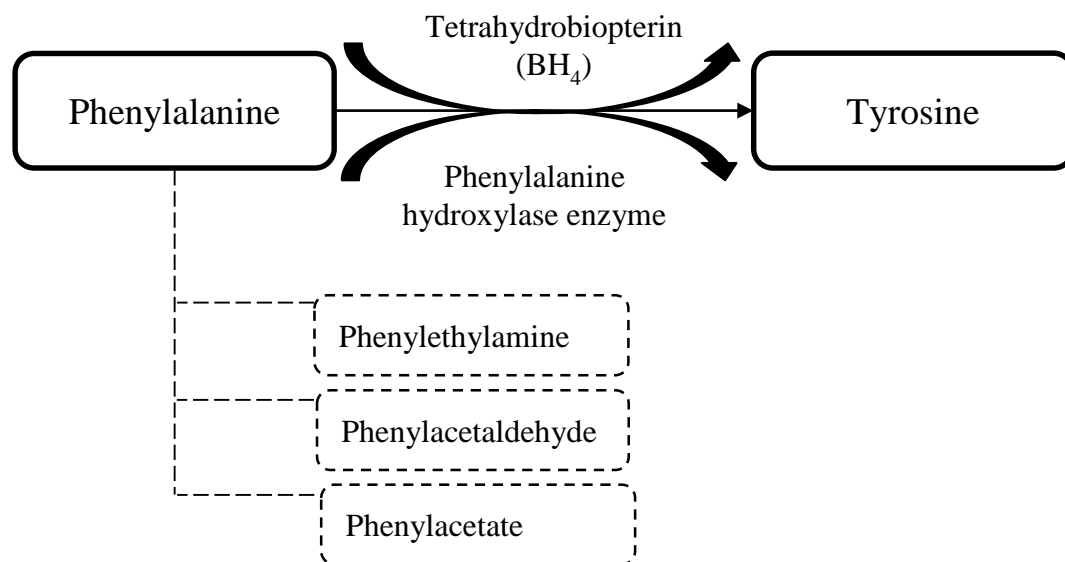 Tetrahydrobiopterin
(BH₄)
Phenylalanine
Tyrosine
Phenylalanine
hydroxylase enzyme
Phenylethylamine
Phenylacetaldehyde
Phenylacetate